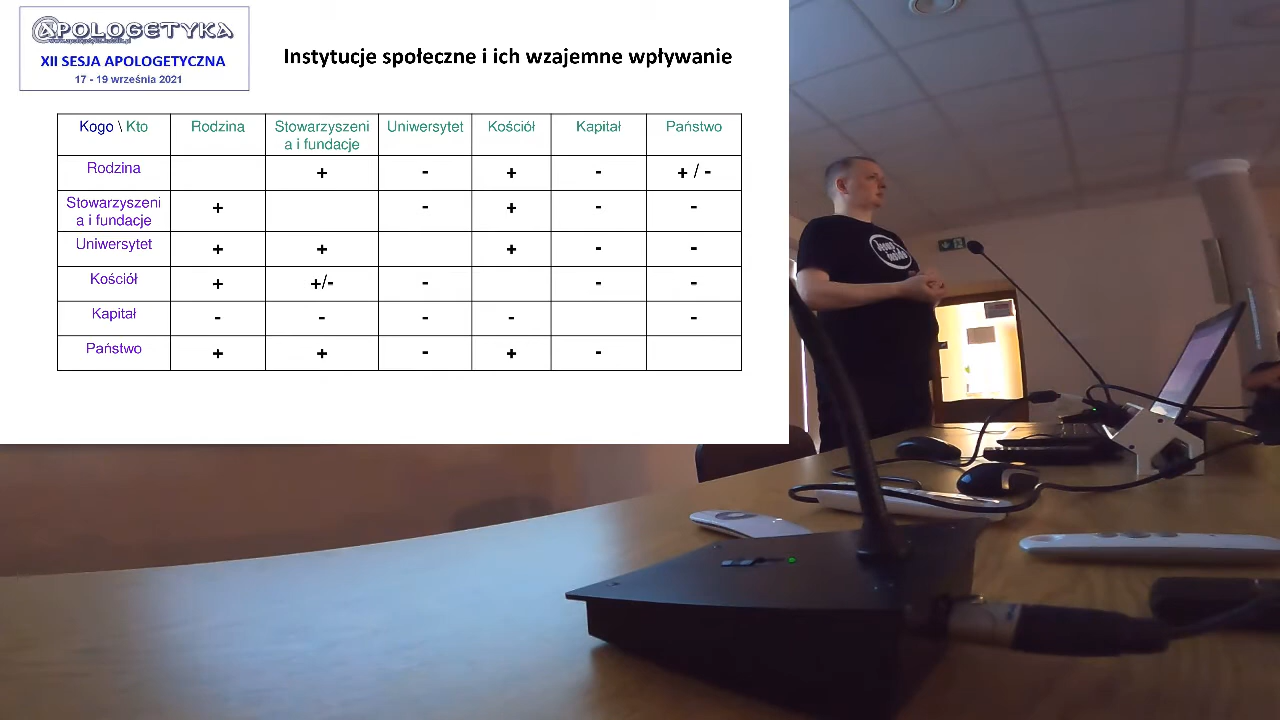 APOLOGETYKA
XII SESJA APOLOGETYCZNA
17 - 19 września 2021
Instytucje społeczne i ich wzajemne wpływanie
Kogo \ Kto Rodzina Stowarzyszeni Uniwersytet Kościół Kapitał Państwo
a i fundacje
Rodzina + - + - + / -
Stowarzyszeni + - + - -
a i fundacje
Uniwersytet + + + - -
Kościół + +/- - - -
Kapitał - - - - -
Państwo + + - + -